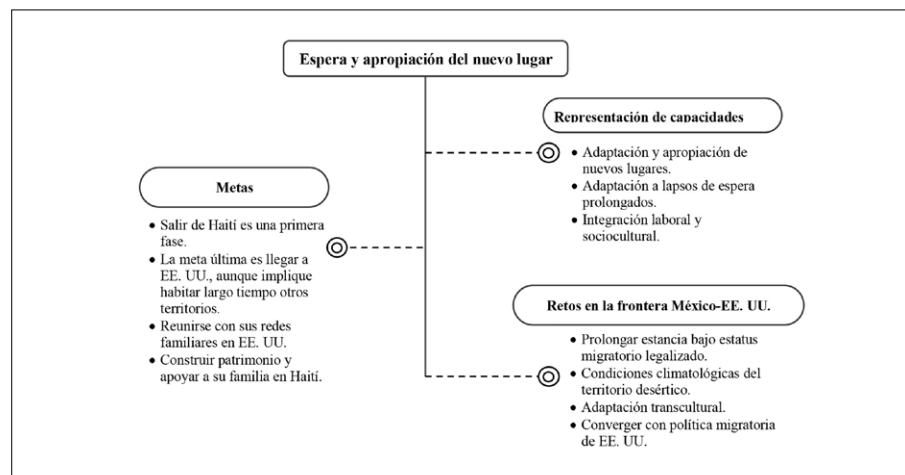 Espera y apropiación del nuevo lugar
Representación de capacidades
• Adaptación y apropiación de
nuevos lugares.
• Adaptación a lapsos de espera
prolongados.
• Integración laboral y
sociocultural.
Metas
• Salir de Haití es una primera
fase.
• La meta última es llegar a
EE. UU., aunque implique
habitar largo tiempo otros
territorios.
• Reunirse con sus redes
familiares en EE. UU.
• Construir patrimonio y
apoyar a su familia en Haití.
Retos en la frontera México-EE. UU.
• Prolongar estancia bajo estatus
migratorio legalizado.
• Condiciones climatológicas del
territorio desértico.
• Adaptación transcultural.
• Converger con política migratoria
de EE. UU.